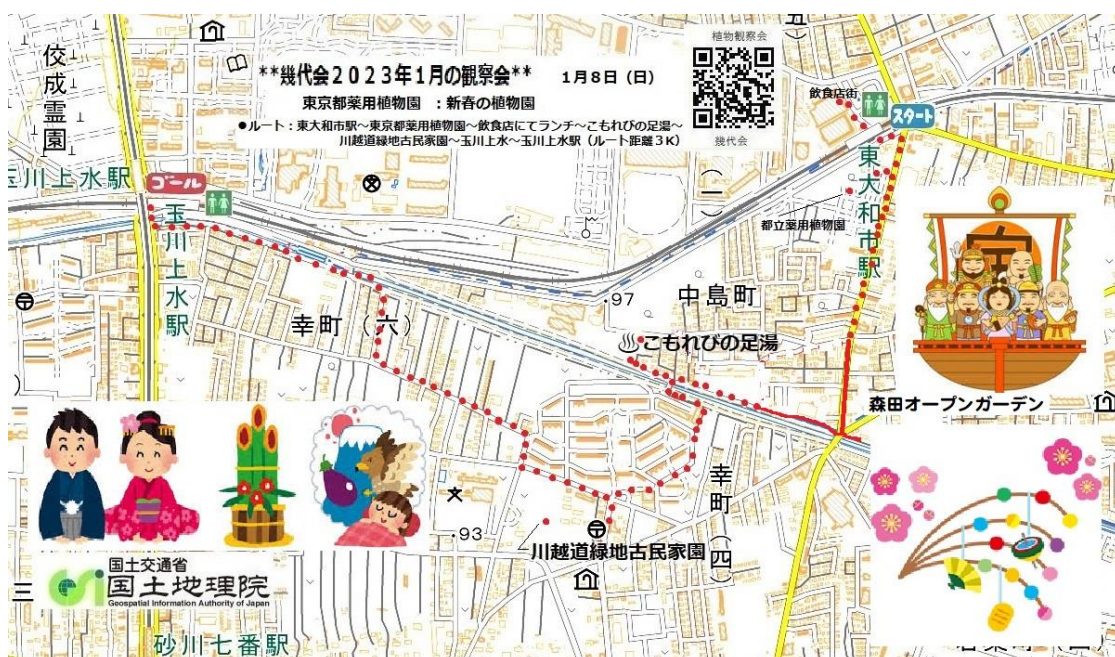 植物観察会
**幾代会2023年1月の観察会** 1月8日（日）
東京都薬用植物園 ：新春の植物園
●ルート：東大和市駅～東京都薬用植物園～飲食店にてランチ～こもれびの足湯～
川越道緑地古民家園～玉川上水～玉川上水駅（ルート距離３K）
幾代会
佼成霊園
五
飲食店街
スタート
東大和市駅
(一)
都立薬用植物園
玉川上水駅
ゴール
玉川上水駅
幸町（六）
・97
中島町
こもれびの足湯
森田オープンガーデン
幸町(四)
文
・93
川越道緑地古民家園
国土交通省
国土地理院
Geospatial Information Authority of Japan
三
砂川七番駅